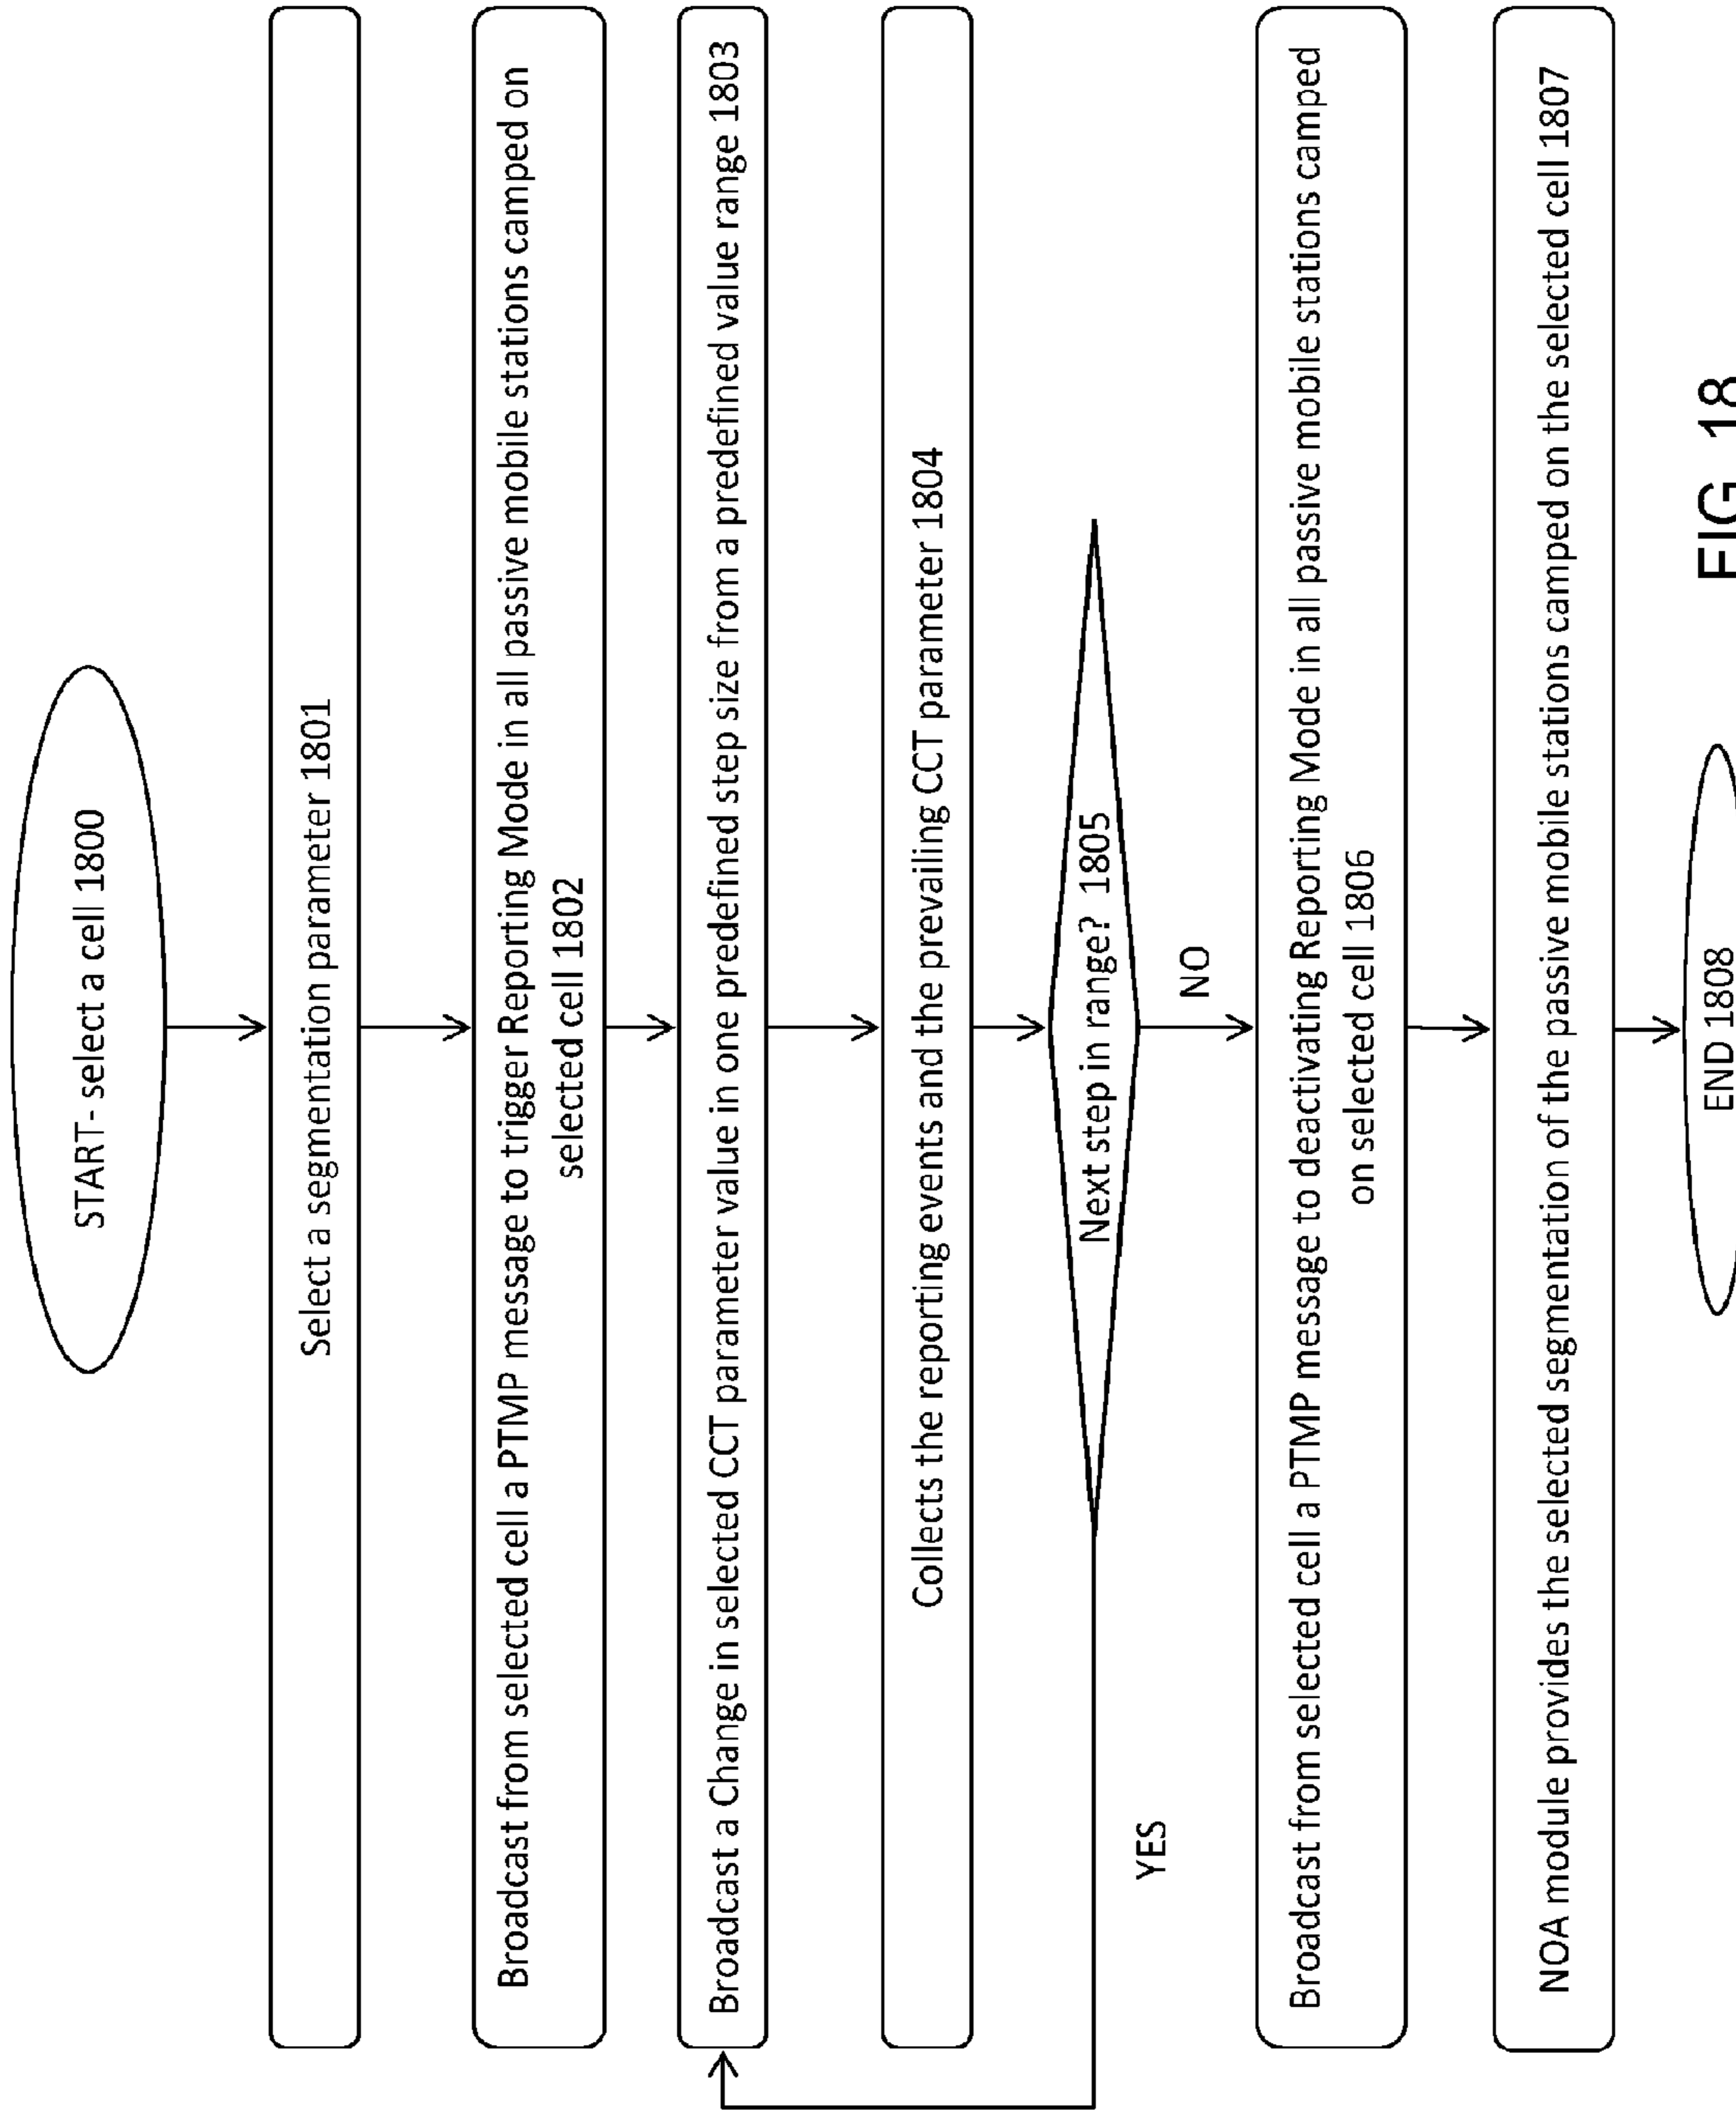 START- select a cell 1800
Select a segmentation parameter 1801
Broadcast from selected cell a PTMP message to trigger Reporting Mode in all passive mobile stations camped on
selected cell 1802
Broadcast a Change in selected CCT parameter value in one predefined step size from a predefined value range 1803
Collects the reporting events and the prevailing CCT parameter 1804
Next step in range? 1805
YES
NO
Broadcast from selected cell a PTMP message to deactivating Reporting Mode in all passive mobile stations camped
on selected cell 1806
NOA module provides the selected segmentation of the passive mobile stations camped on the selected cell 1807
END 1808
FIG 18